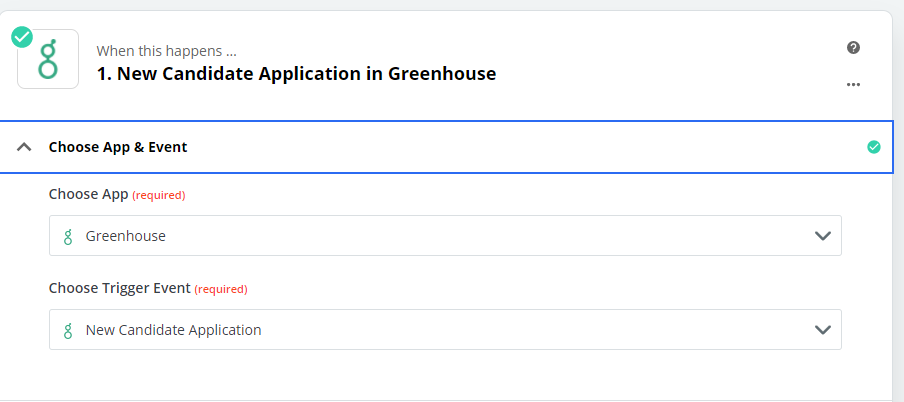 When this happens ...
1. New Candidate Application in Greenhouse
Choose App & Event
Choose App (required)
Greenhouse
Choose Trigger Event (required)
New Candidate Application